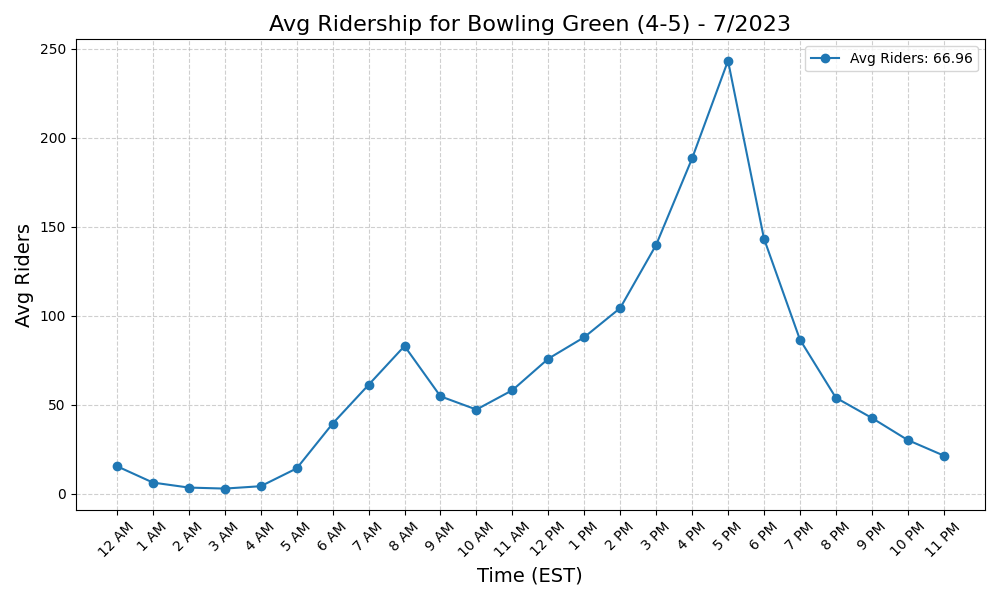 Avg Ridership for Bowling Green (4-5) - 7/2023
Avg Riders: 66.96
Avg Riders
250
200
150
100
50
0
12 AM
1 AM
2 AM
3 AM
4 AM
5 AM
6 AM
7 AM
8 AM
9 AM
10 AM
11 AM
12 PM
1 PM
2 PM
3 PM
4 PM
5 PM
6 PM
7 PM
8 PM
9 PM
10 PM
11 PM
Time (EST)